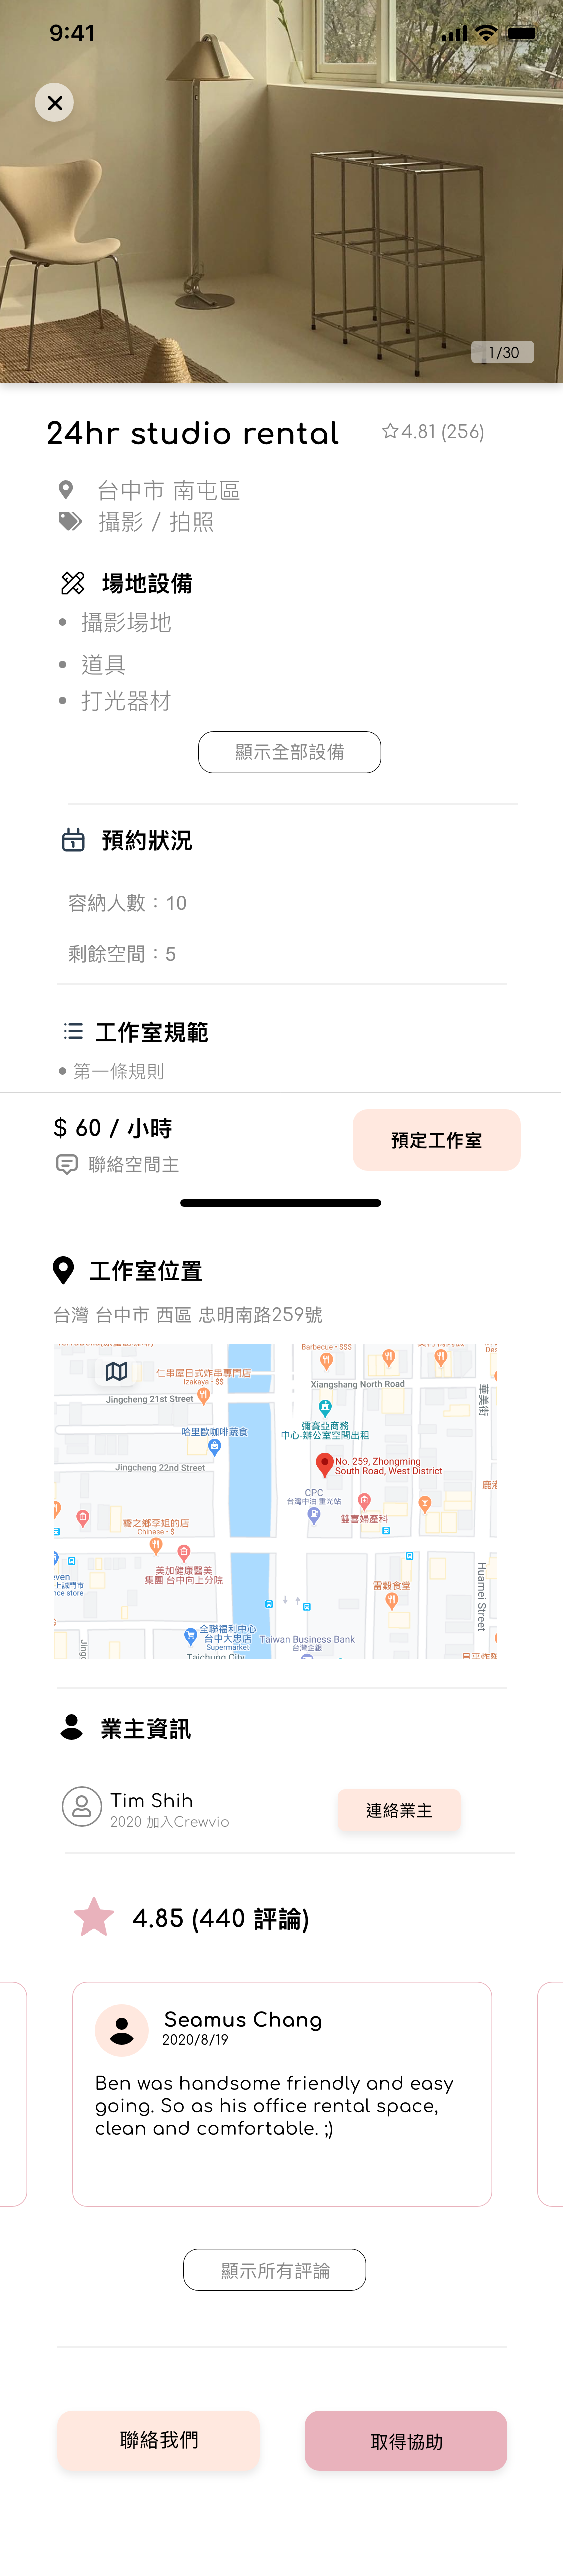 9:41
1/30
24hr studio rental
4.81 (256)
台中市 南屯區
攝影 / 拍照
場地設備
攝影場地
道具
打光器材
顯示全部設備
預約狀況
容納人數：10
剩餘空間：5
工作室規範
第一條規則
$ 60 / 小時
預定工作室
聯絡空間主
工作室位置
台灣 台中市 西區 忠明南路259號
Barbecue • $$$
仁串屋日式炸串專門店
Izakaya • $$
Xiangshang North Road
Jingcheng 21st Street
華美街
彌賽亞商務
中心-辦公室空間出租
哈里歐咖啡蔬食
No. 259, Zhongming
South Road, West District
Jingcheng 22nd Street
CPC
台灣中油 重光站
雙喜婦產科
饕之鄉李姐的店
Chinese • $
美加健康醫美
集團 台中向上分院
雷穀食堂
Huamei Street
全聯福利中心
台中大忠店
Supermarket
Taiwan Business Bank
台灣企銀
Taichung City
業主資訊
Tim Shih
2020 加入Crewvio
連絡業主
4.85 (440 評論)
Seamus Chang
2020/8/19
Ben was handsome friendly and easy
going. So as his office rental space,
clean and comfortable. ;)
顯示所有評論
聯絡我們
取得協助